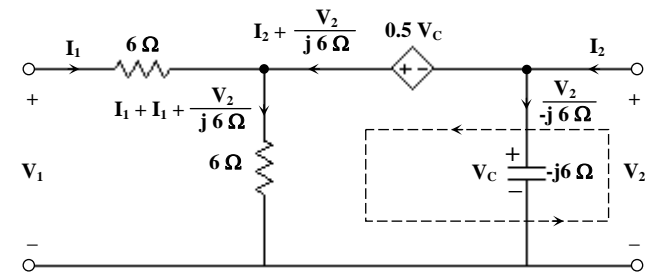 I₂ + V₂ / j 6 Ω
0.5 V_C
I₁
6 Ω
+ −
I₂
+
I₁ + I₁ + V₂ / j 6 Ω
V₂ / -j 6 Ω
+
6 Ω
V₁
+
V_C
-j6 Ω
V₂
−
−
−